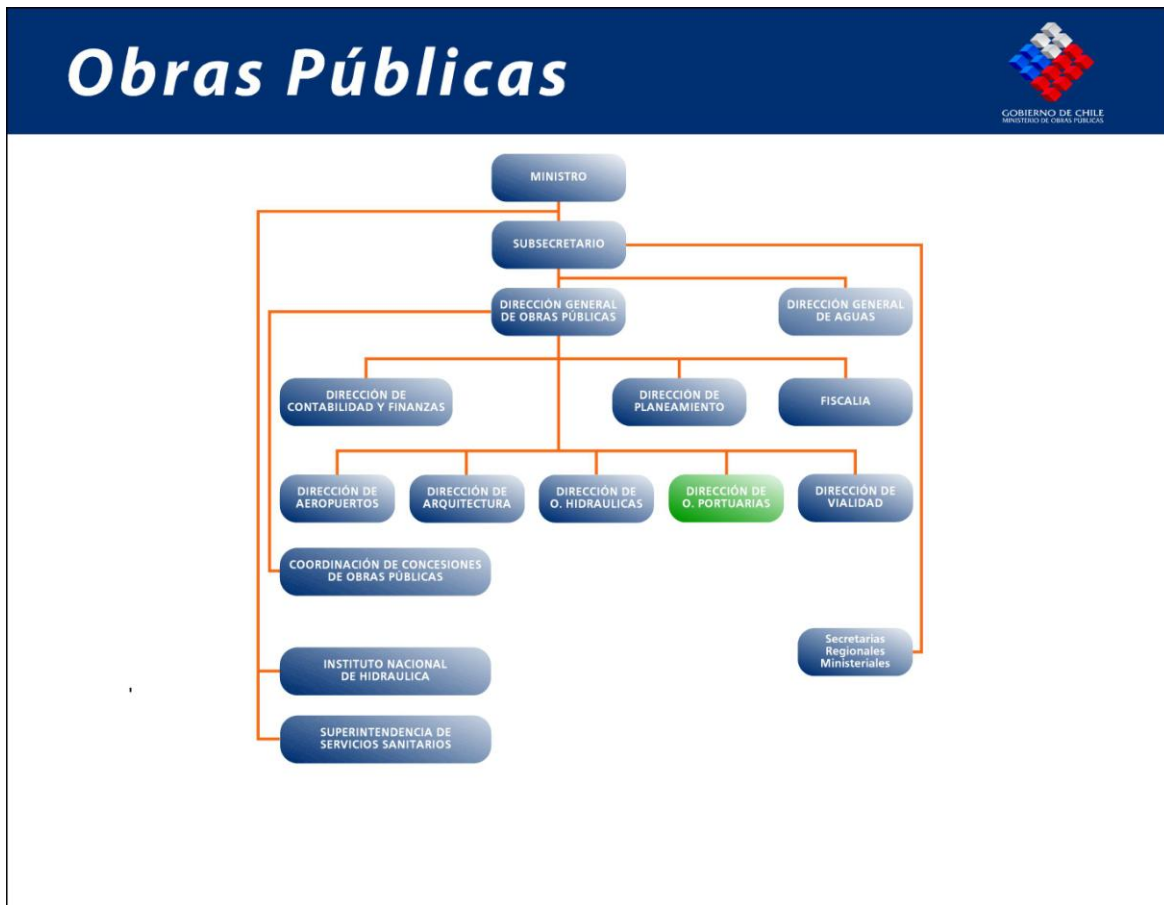 Obras Públicas
GOBIERNO DE CHILE
MINISTERIO DE OBRAS PÚBLICAS
MINISTRO
SUBSECRETARIO
DIRECCIÓN GENERAL
DE OBRAS PÚBLICAS
DIRECCIÓN GENERAL
DE AGUAS
DIRECCIÓN DE
CONTABILIDAD Y FINANZAS
DIRECCIÓN DE
PLANEAMIENTO
FISCALIA
DIRECCIÓN DE
AEROPUERTOS
DIRECCIÓN DE
ARQUITECTURA
DIRECCIÓN DE
O. HIDRAULICAS
DIRECCIÓN DE
O. PORTUARIAS
DIRECCIÓN DE
VIALIDAD
COORDINACIÓN DE CONCESIONES
DE OBRAS PÚBLICAS
Secretarias
Regionales
Ministeriales
INSTITUTO NACIONAL
DE HIDRAULICA
SUPERINTENDENCIA DE
SERVICIOS SANITARIOS